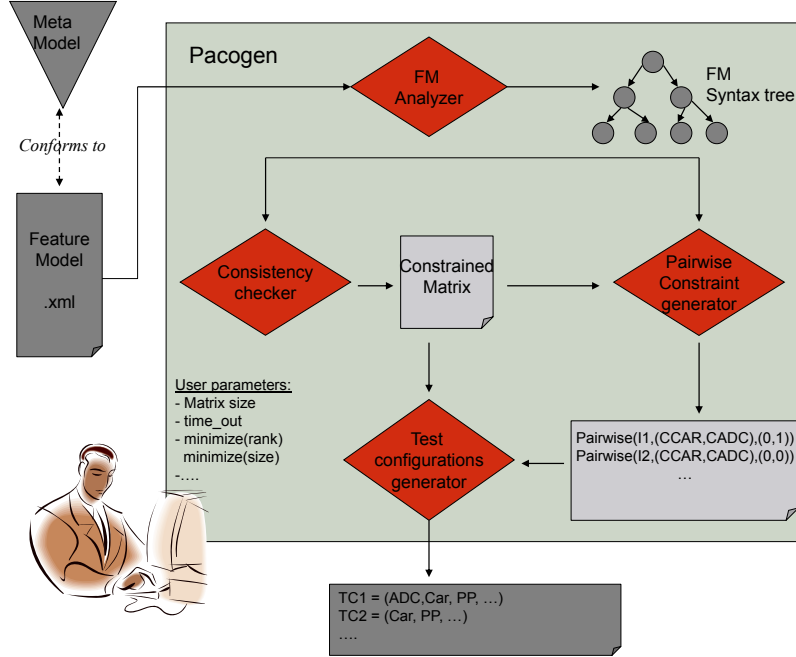 Meta
Model
Pacogen
FM
Analyzer
FM
Syntax tree
Conforms to
Feature
Model
.xml
Consistency
checker
Constrained
Matrix
Pairwise
Constraint
generator
User parameters:
- Matrix size
- time_out
- minimize(rank)
minimize(size)
-....
Test
configurations
generator
Pairwise(I1,(CCAR,CADC),(0,1))
Pairwise(I2,(CCAR,CADC),(0,0))
…
TC1 = (ADC,Car, PP, …)
TC2 = (Car, PP, …)
….